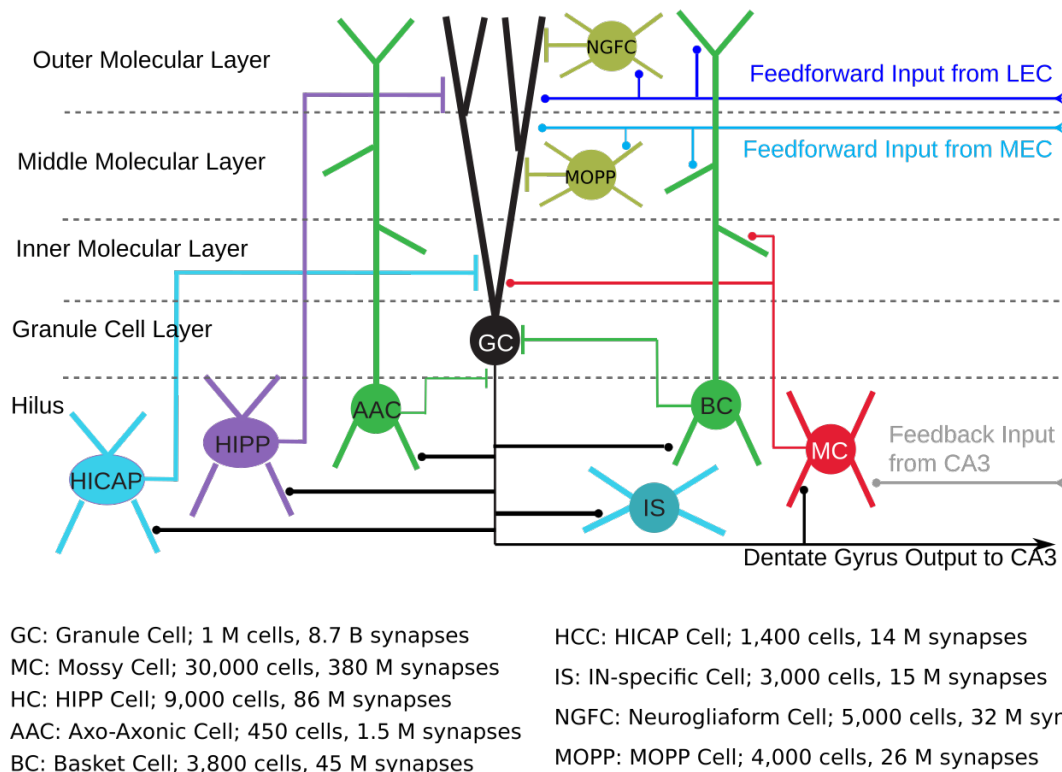 Outer Molecular Layer
NGFC
Feedforward Input from LEC
Middle Molecular Layer
Feedforward Input from MEC
MOPP
Inner Molecular Layer
Granule Cell Layer
GC
Hilus
AAC
BC
HIPP
MC
Feedback Input
from CA3
HICAP
IS
Dentate Gyrus Output to CA3
GC: Granule Cell; 1 M cells, 8.7 B synapses
MC: Mossy Cell; 30,000 cells, 380 M synapses
HC: HIPP Cell; 9,000 cells, 86 M synapses
AAC: Axo-Axonic Cell; 450 cells, 1.5 M synapses
BC: Basket Cell; 3,800 cells, 45 M synapses
HCC: HICAP Cell; 1,400 cells, 14 M synapses
IS: IN-specific Cell; 3,000 cells, 15 M synapses
NGFC: Neurogliaform Cell; 5,000 cells, 32 M
MOPP: MOPP Cell; 4,000 cells, 26 M synapses